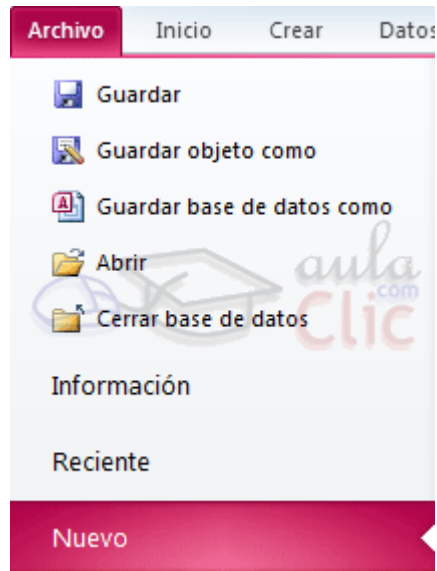 Archivo Inicio Crear Datos
Guardar
Guardar objeto como
Guardar base de datos como
Abrir
aula
.com
Clic
Cerrar base de datos
Información
Reciente
Nuevo